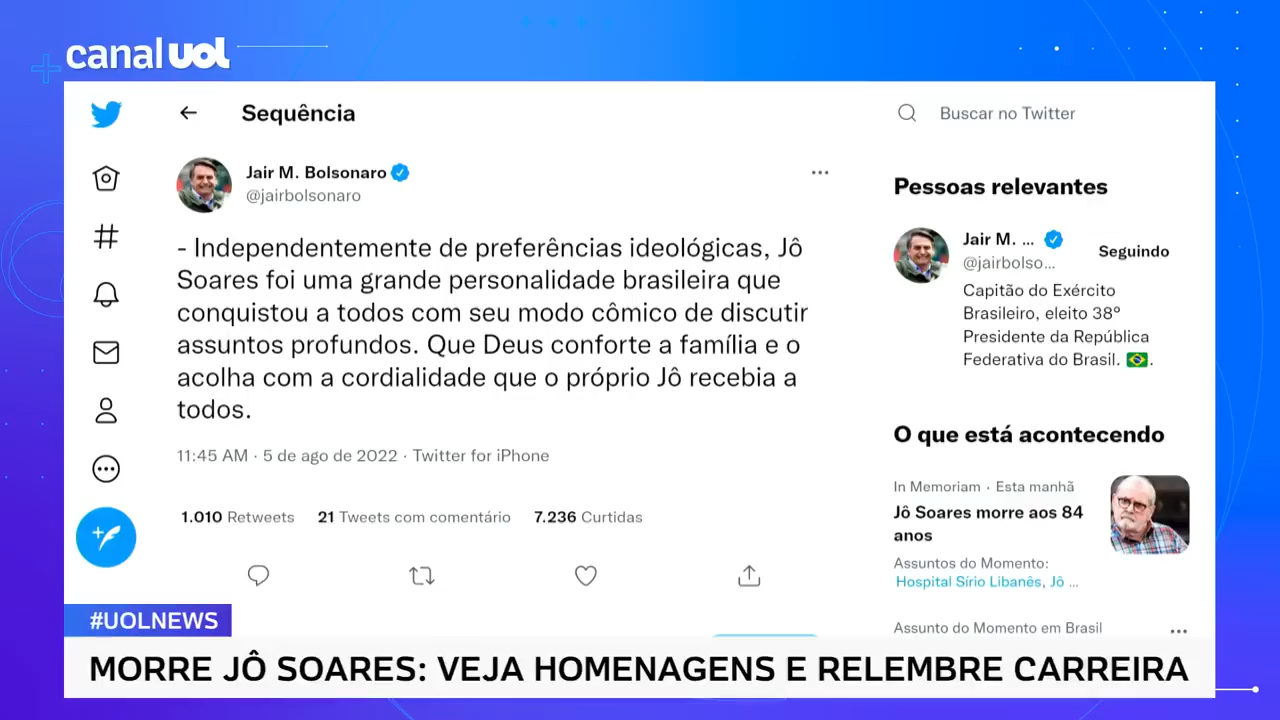 canal uol
Sequência
Buscar no Twitter
Jair M. Bolsonaro
@jairbolsonaro
- Independentemente de preferências ideológicas, Jô
Soares foi uma grande personalidade brasileira que
conquistou a todos com seu modo cômico de discutir
assuntos profundos. Que Deus conforte a família e o
acolha com a cordialidade que o próprio Jô recebia a
todos.
11:45 AM · 5 de ago de 2022 · Twitter for iPhone
1.010 Retweets 21 Tweets com comentário 7.236 Curtidas
Pessoas relevantes
Jair M. ...
@jairbolso...
Seguindo
Capitão do Exército
Brasileiro, eleito 38°
Presidente da República
Federativa do Brasil. 🇧🇷.
O que está acontecendo
In Memoriam · Esta manhã
Jô Soares morre aos 84
anos
Assuntos do Momento:
Hospital Sírio Libanês, Jô ...
Assunto do Momento em Brasil
#UOLNEWS
MORRE JÔ SOARES: VEJA HOMENAGENS E RELEMBRE CARREIRA